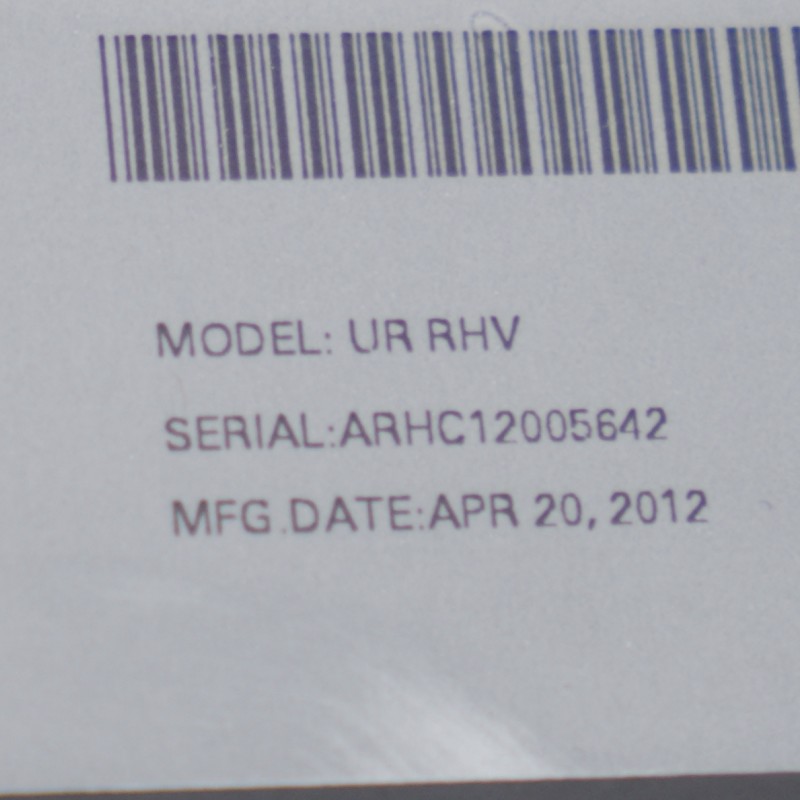 MODEL: UR RHV
SERIAL:ARHC12005642
MFG.DATE:APR 20, 2012